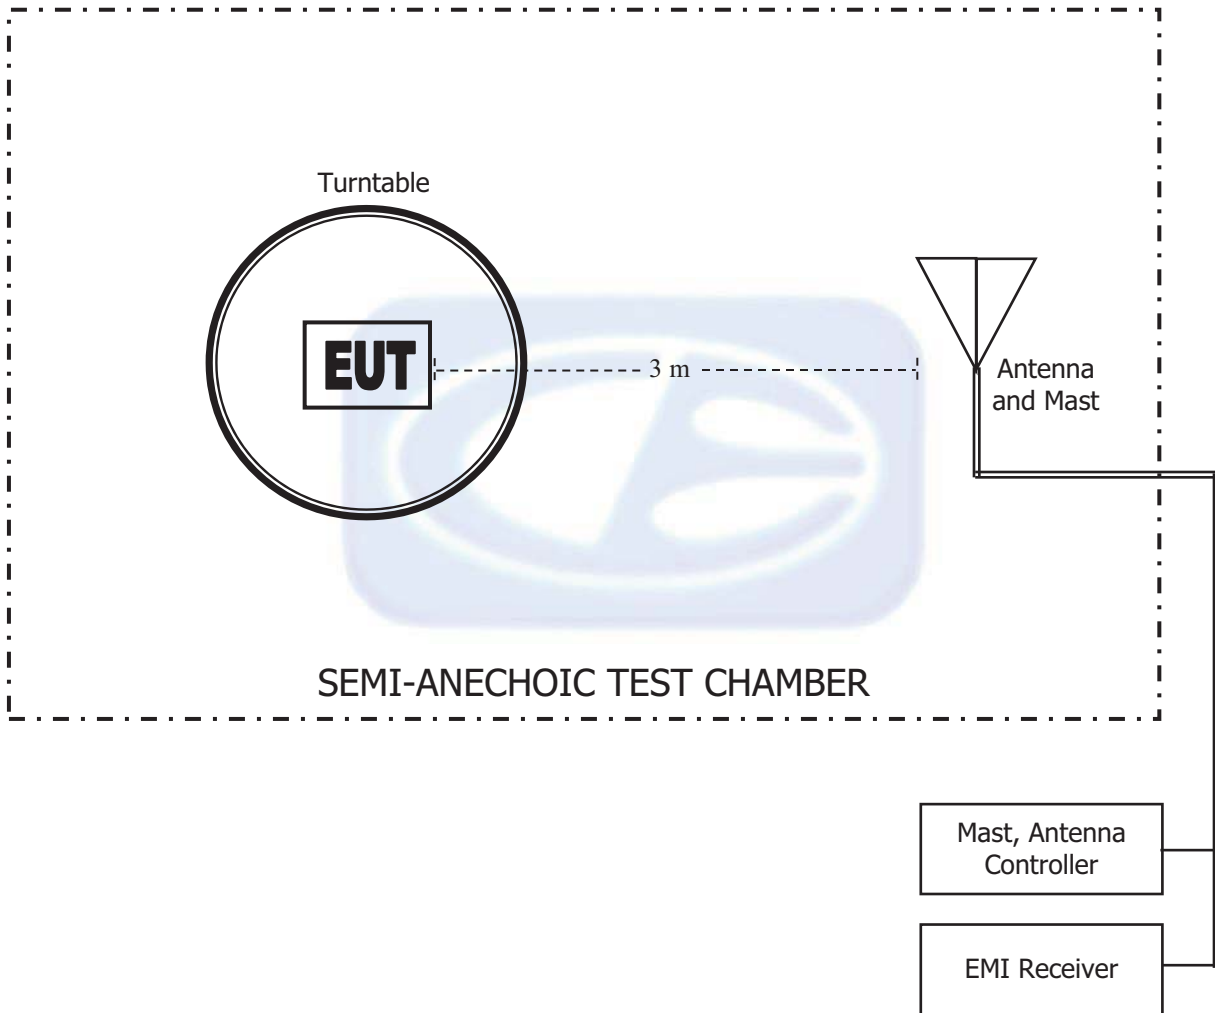 Turntable
EUT
3 m
Antenna
and Mast
SEMI-ANECHOIC TEST CHAMBER
Mast, Antenna
Controller
EMI Receiver